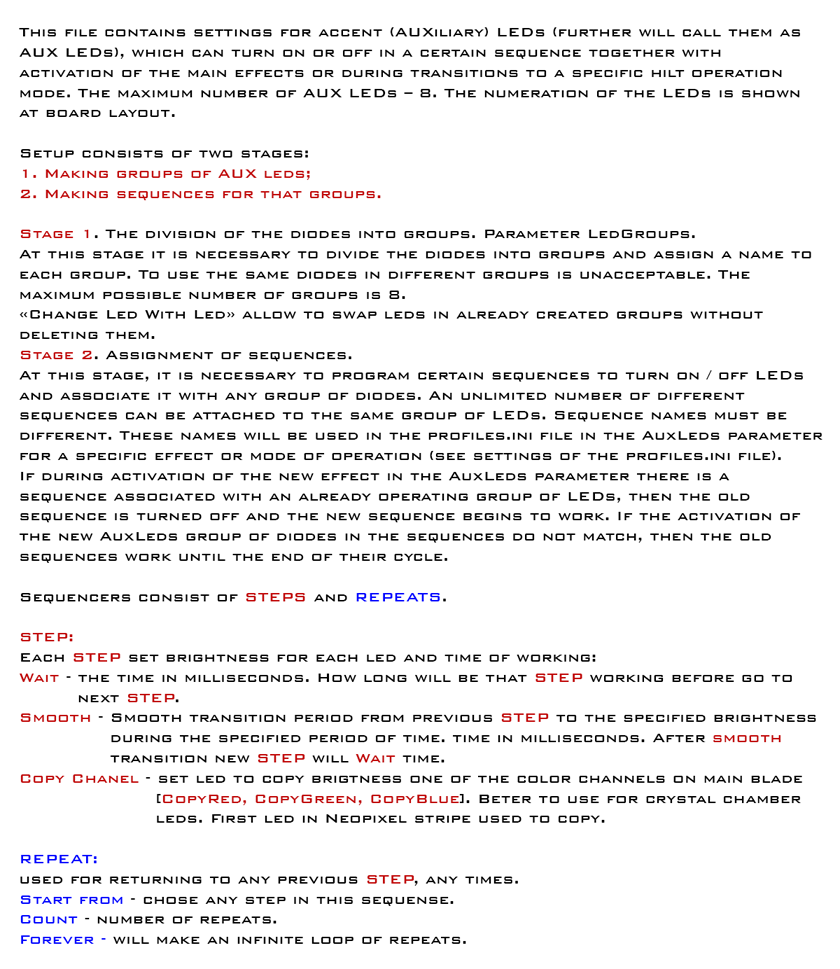 This file contains settings for accent (AUXiliary) LEDs (further will call them as
AUX LEDs), which can turn on or off in a certain sequence together with
activation of the main effects or during transitions to a specific hilt operation
mode. The maximum number of AUX LEDs – 8. The numeration of the LEDs is shown
at board layout.
Setup consists of two stages:
1. Making groups of AUX leds;
2. Making sequences for that groups.
Stage 1. The division of the diodes into groups. Parameter LedGroups.
At this stage it is necessary to divide the diodes into groups and assign a name to
each group. To use the same diodes in different groups is unacceptable. The
maximum possible number of groups is 8.
«Change Led With Led» allow to swap leds in already created groups without
deleting them.
Stage 2. Assignment of sequences.
At this stage, it is necessary to program certain sequences to turn on / off LEDs
and associate it with any group of diodes. An unlimited number of different
sequences can be attached to the same group of LEDs. Sequence names must be
different. These names will be used in the profiles.ini file in the AuxLeds parameter
for a specific effect or mode of operation (see settings of the profiles.ini file).
If during activation of the new effect in the AuxLeds parameter there is a
sequence associated with an already operating group of LEDs, then the old
sequence is turned off and the new sequence begins to work. If the activation of
the new AuxLeds group of diodes in the sequences do not match, then the old
sequences work until the end of their cycle.
Sequencers consist of STEPS and REPEATS.
STEP:
Each STEP set brightness for each led and time of working:
Wait - the time in milliseconds. How long will be that STEP working before go to
next STEP.
Smooth - Smooth transition period from previous STEP to the specified brightness
during the specified period of time. time in milliseconds. After smooth
transition new STEP will Wait time.
Copy Chanel - set led to copy brigtness one of the color channels on main blade
[CopyRed, CopyGreen, CopyBlue]. Beter to use for crystal chamber
leds. First led in Neopixel stripe used to copy.
REPEAT:
used for returning to any previous STEP, any times.
Start from - chose any step in this sequense.
Count - number of repeats.
Forever - will make an infinite loop of repeats.